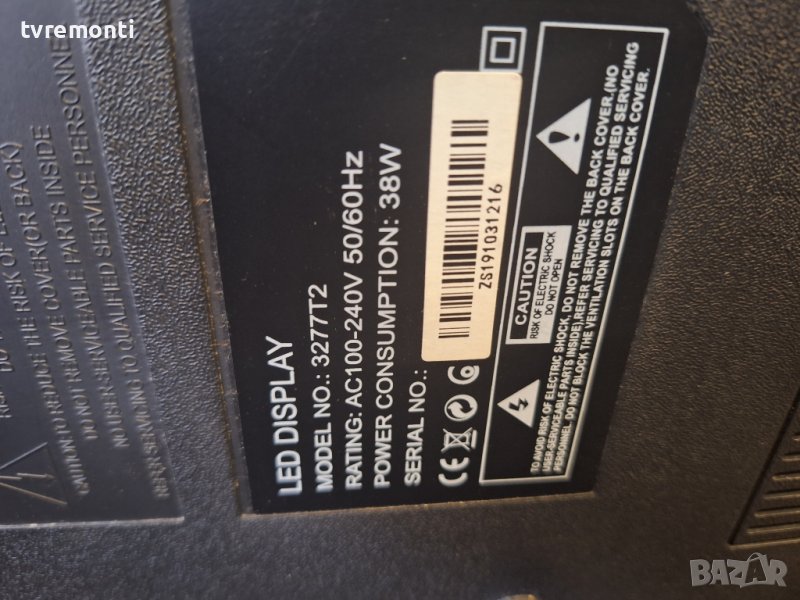 tvremonti
LED DISPLAY
MODEL NO.: 3277T2
RATING: AC100-240V 50/60Hz
POWER CONSUMPTION: 38W
SERIAL NO.:
ZS191031216
CE
CAUTION
RISK OF ELECTRIC SHOCK
DO NOT OPEN
TO AVOID RISK OF ELECTRIC SHOCK, DO NOT REMOVE THE BACK COVER.(NO
USER-SERVICEABLE PARTS INSIDE),REFER SERVICING TO QUALIFIED SERVICING
PERSONNEL. DO NOT BLOCK THE VENTILATION SLOTS ON THE BACK COVER.
CAUTION:TO REDUCE THE RISK OF
DO NOT REMOVE COVER(OR BACK)
NO USER-SERVICEABLE PARTS INSIDE
REFER SERVICING TO QUALIFIED SERVICE PERSONNEL
BAZAR